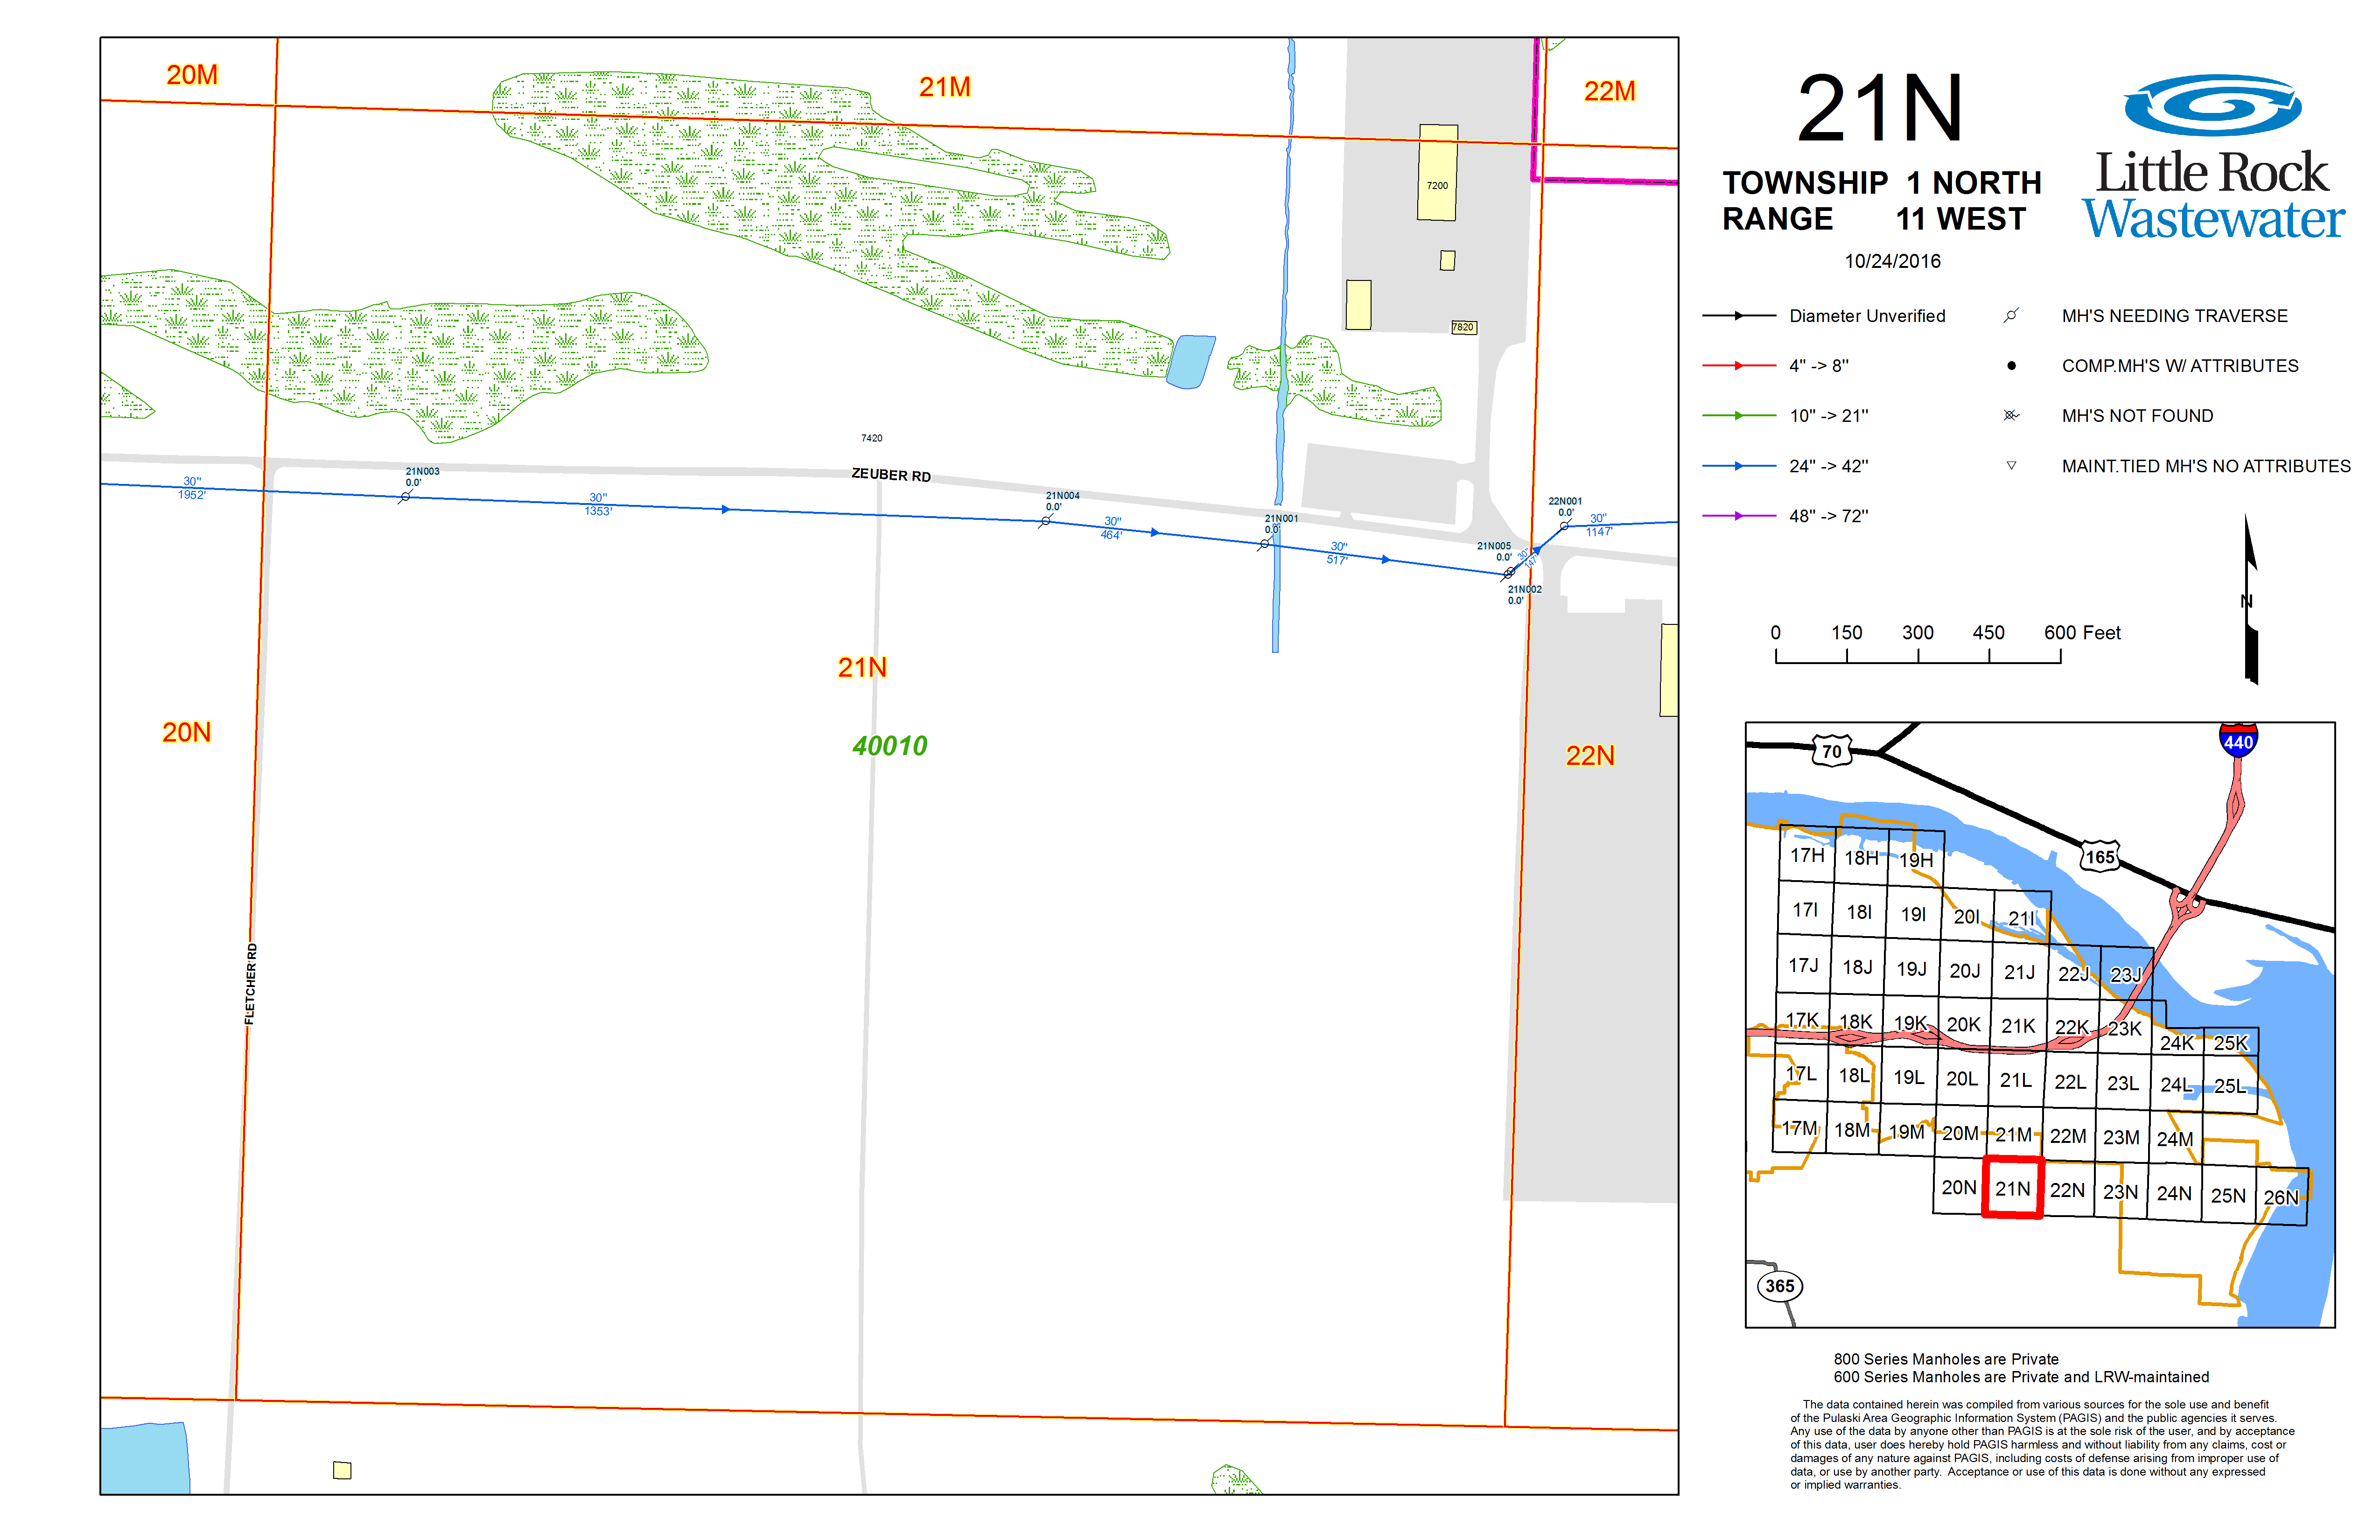 20M
21M
22M
7200
7820
7420
ZEUBER RD
21N003
0.0'
30"
1952'
30"
1353'
21N004
0.0'
30"
464'
21N001
0.0'
30"
517'
21N005
0.0'
30"
147'
21N002
0.0'
22N001
0.0'
30"
1147'
21N
40010
20N
22N
FLETCHER RD
21N
TOWNSHIP 1 NORTH
RANGE 11 WEST
10/24/2016
Little Rock
Wastewater
Diameter Unverified
4" -> 8"
10" -> 21"
24" -> 42"
48" -> 72"
MH'S NEEDING TRAVERSE
COMP.MH'S W/ ATTRIBUTES
MH'S NOT FOUND
MAINT.TIED MH'S NO ATTRIBUTES
N
0 150 300 450 600 Feet
70
440
165
17H 18H 19H
17I 18I 19I 20I 21I
17J 18J 19J 20J 21J 22J 23J
17K 18K 19K 20K 21K 22K 23K 24K 25K
17L 18L 19L 20L 21L 22L 23L 24L 25L
17M 18M 19M 20M 21M 22M 23M 24M
20N 21N 22N 23N 24N 25N 26N
365
800 Series Manholes are Private
600 Series Manholes are Private and LRW-maintained
The data contained herein was compiled from various sources for the sole use and benefit
of the Pulaski Area Geographic Information System (PAGIS) and the public agencies it serves.
Any use of the data by anyone other than PAGIS is at the sole risk of the user, and by acceptance
of this data, user does hereby hold PAGIS harmless and without liability from any claims, cost or
damages of any nature against PAGIS, including costs of defense arising from improper use of
data, or use by another party. Acceptance or use of this data is done without any expressed
or implied warranties.